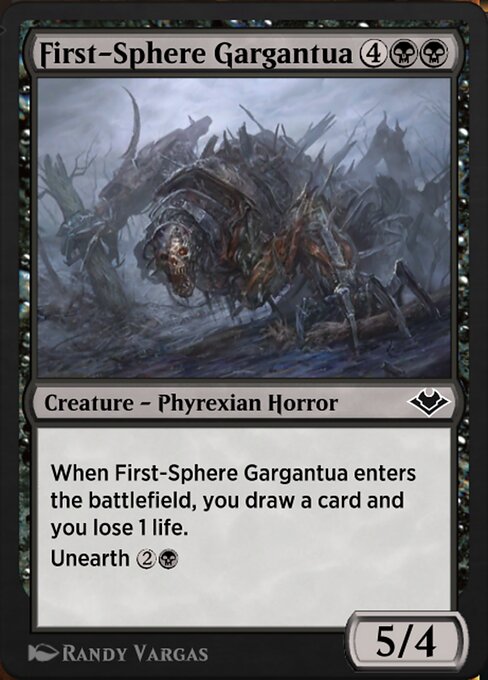 First-Sphere Gargantua 4
Creature – Phyrexian Horror
When First-Sphere Gargantua enters
the battlefield, you draw a card and
you lose 1 life.
Unearth 2
5/4
RANDY VARGAS